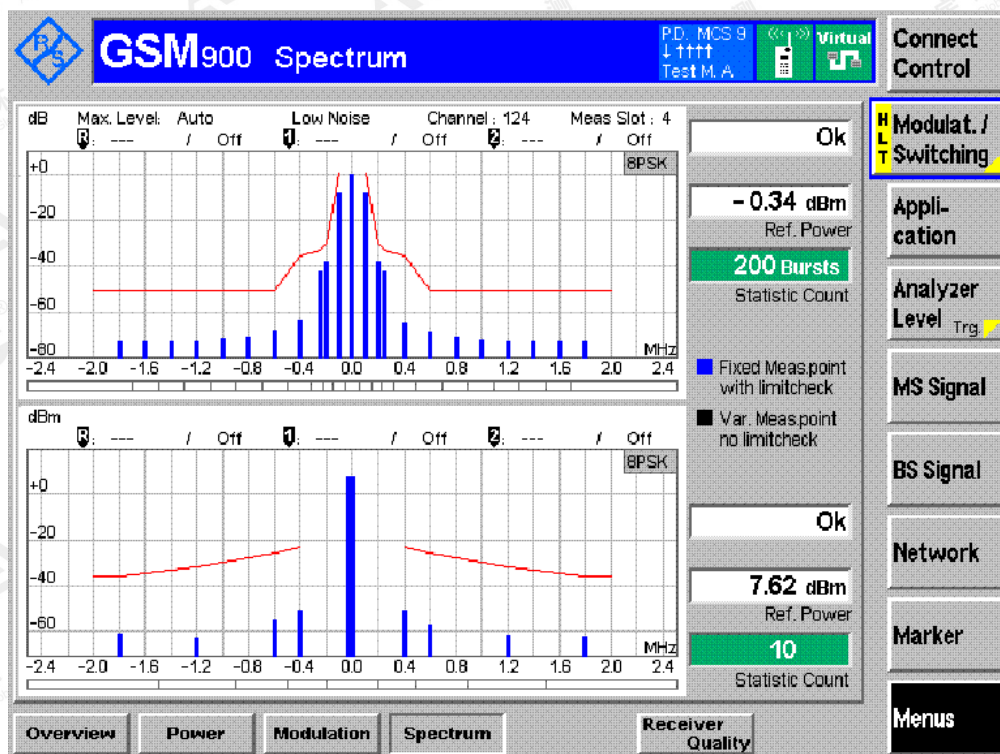 R/S
GSM900 Spectrum
P.D. MCS 9
↓ ↑↑↑↑
Test M. A
Virtual
Connect Control
dB Max. Level: Auto Low Noise Channel : 124 Meas Slot : 4
R : --- / Off 1 : --- / Off 2 : --- / Off
8PSK
+0
-20
-40
-60
-80
MHz
-2.4 -2.0 -1.6 -1.2 -0.8 -0.4 0.0 0.4 0.8 1.2 1.6 2.0 2.4
Ok
- 0.34 dBm
Ref. Power
200 Bursts
Statistic Count
Fixed Meas.point
with limitcheck
Var. Meas.point
no limitcheck
dBm
R : --- / Off 1 : --- / Off 2 : --- / Off
8PSK
+0
-20
-40
-60
MHz
-2.4 -2.0 -1.6 -1.2 -0.8 -0.4 0.0 0.4 0.8 1.2 1.6 2.0 2.4
Ok
7.62 dBm
Ref. Power
10
Statistic Count
HLT
Modulat. /
Switching
Appli-
cation
Analyzer
Level Trg.
MS Signal
BS Signal
Network
Marker
Menus
Overview Power Modulation Spectrum Receiver
Quality